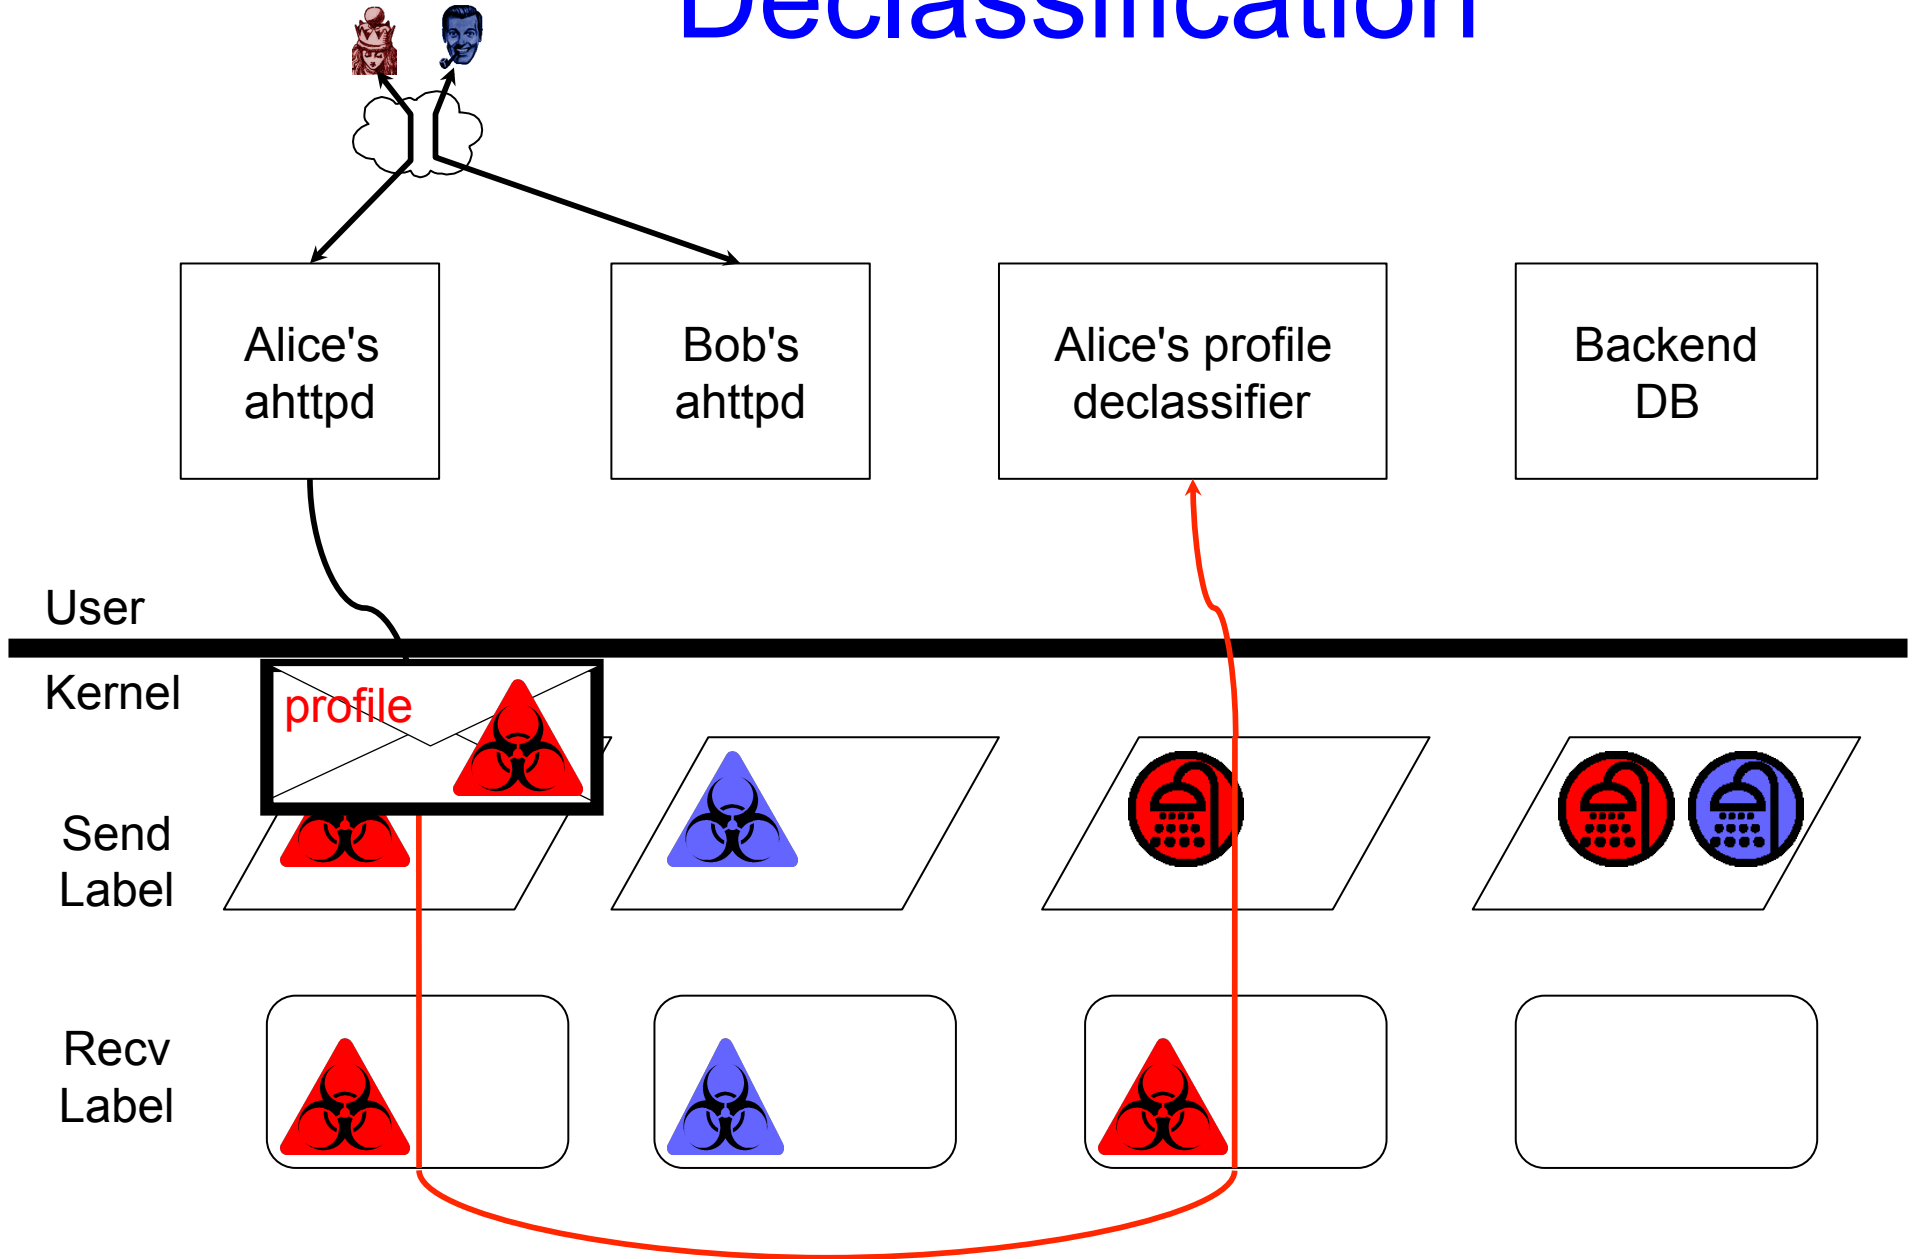 Declassification
Alice's
ahttpd
Bob's
ahttpd
Alice's profile
declassifier
Backend
DB
User
Kernel
profile
Send
Label
Recv
Label